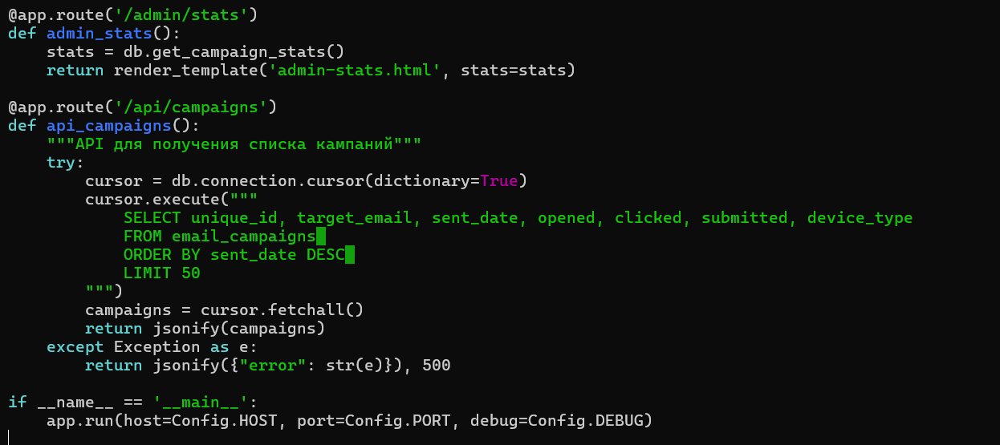 @app.route('/admin/stats')
def admin_stats():
    stats = db.get_campaign_stats()
    return render_template('admin-stats.html', stats=stats)

@app.route('/api/campaigns')
def api_campaigns():
    """API для получения списка кампаний"""
    try:
        cursor = db.connection.cursor(dictionary=True)
        cursor.execute("""
            SELECT unique_id, target_email, sent_date, opened, clicked, submitted, device_type
            FROM email_campaigns
            ORDER BY sent_date DESC
            LIMIT 50
        """)
        campaigns = cursor.fetchall()
        return jsonify(campaigns)
    except Exception as e:
        return jsonify({"error": str(e)}), 500

if __name__ == '__main__':
    app.run(host=Config.HOST, port=Config.PORT, debug=Config.DEBUG)